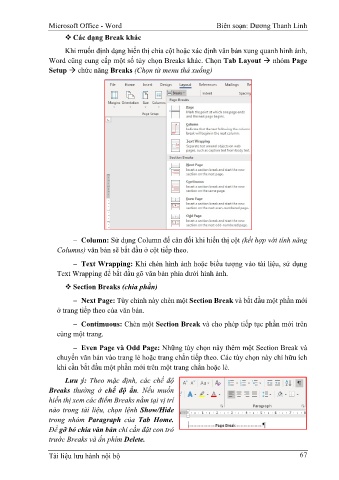 Microsoft Office - Word Biên soạn: Dương Thanh Linh
❖ Các dạng Break khác
Khi muốn định dạng hiển thị chia cột hoặc xác định văn bản xung quanh hình ảnh,
Word cũng cung cấp một số tùy chọn Breaks khác. Chọn Tab Layout → nhóm Page
Setup → chức năng Breaks (Chọn từ menu thả xuống)
File Home Insert Design Layout References Mailings Re
Breaks Indent Spacing
Margins Orientation Size Columns
Page Setup
Page Breaks
Page
Mark the point at which one page ends
and the next page begins.
Column
Indicate that the text following the column
break will begin in the next column.
Text Wrapping
Separate text around objects on web
pages, such as caption text from body text.
Section Breaks
Next Page
Insert a section break and start the new
section on the next page.
Continuous
Insert a section break and start the new
section on the same page.
Even Page
Insert a section break and start the new
section on the next even-numbered page.
Odd Page
Insert a section break and start the new
section on the next odd-numbered page.
– Column: Sử dụng Column để cân đối khi hiển thị cột (kết hợp với tính năng
Columns) văn bản sẽ bắt đầu ở cột tiếp theo.
– Text Wrapping: Khi chèn hình ảnh hoặc biểu tượng vào tài liệu, sử dụng
Text Wrapping để bắt đầu gõ văn bản phía dưới hình ảnh.
❖ Section Breaks (chia phần)
– Next Page: Tùy chỉnh này chèn một Section Break và bắt đầu một phần mới
ở trang tiếp theo của văn bản.
– Continuous: Chèn một Section Break và cho phép tiếp tục phần mới trên
cùng một trang.
– Even Page và Odd Page: Những tùy chọn này thêm một Section Break và
chuyển văn bản vào trang lẻ hoặc trang chẵn tiếp theo. Các tùy chọn này chỉ hữu ích
khi cần bắt đầu một phần mới trên một trang chẵn hoặc lẻ.
Lưu ý: Theo mặc định, các chế độ
Breaks thường ở chế độ ẩn. Nếu muốn
hiển thị xem các điểm Breaks nằm tại vị trí
nào trong tài liệu, chọn lệnh Show/Hide
trong nhóm Paragraph của Tab Home.
Để gỡ bỏ chia văn bản chỉ cần đặt con trỏ
trước Breaks và ấn phím Delete.
Paragraph
Page Break
Tài liệu lưu hành nội bộ 67